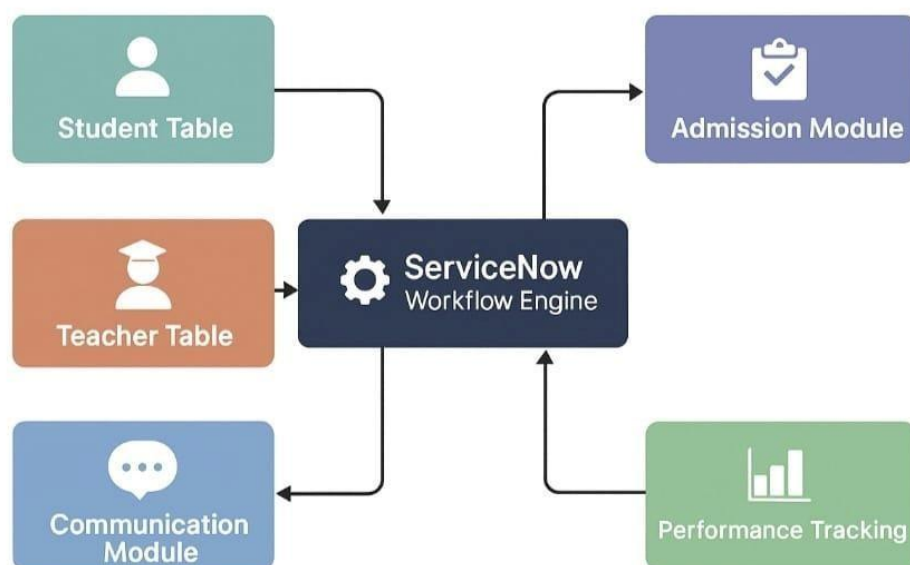 Student Table
Admission Module
ServiceNow
Workflow Engine
Teacher Table
Communication
Module
Performance Tracking